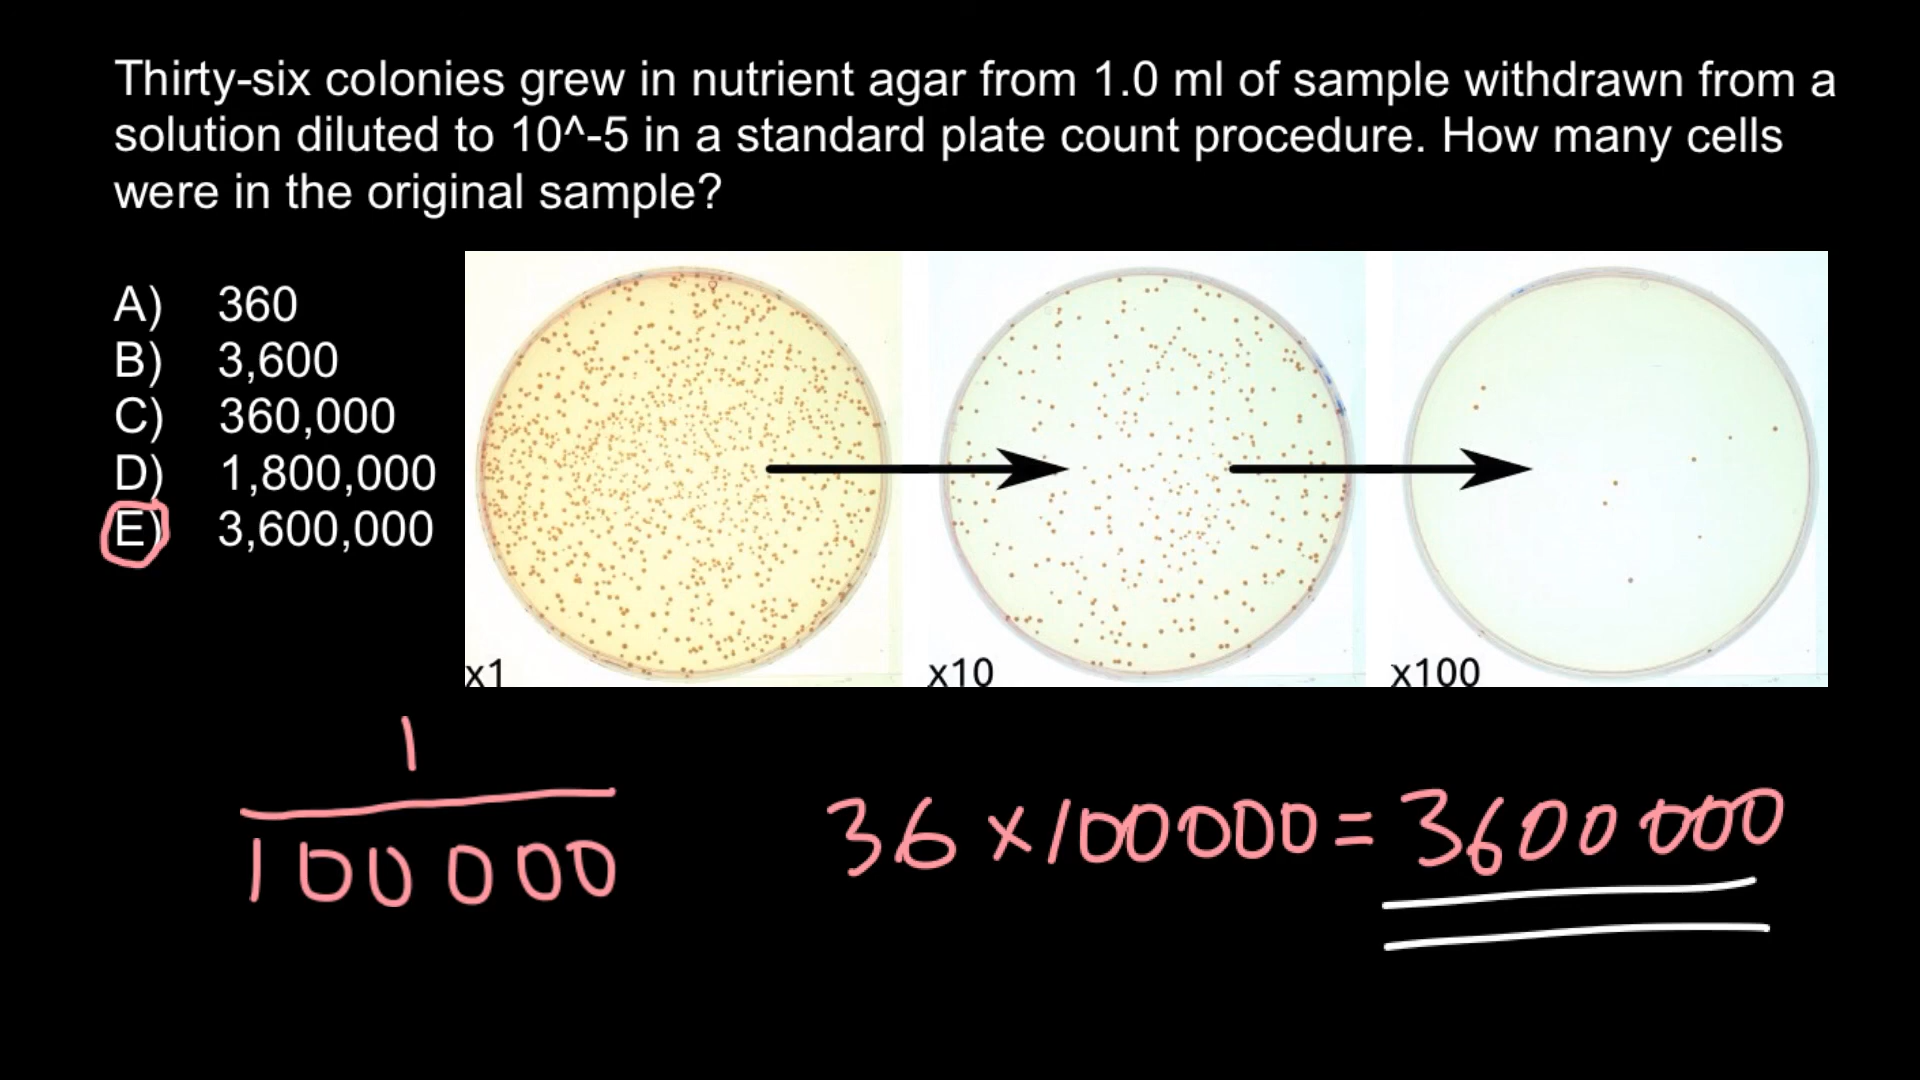 Thirty-six colonies grew in nutrient agar from 1.0 ml of sample withdrawn from a
solution diluted to 10^-5 in a standard plate count procedure. How many cells
were in the original sample?
A) 360
B) 3,600
C) 360,000
D) 1,800,000
E) 3,600,000
x1
x10
x100
1
100000
36 x 100000 = 3600000